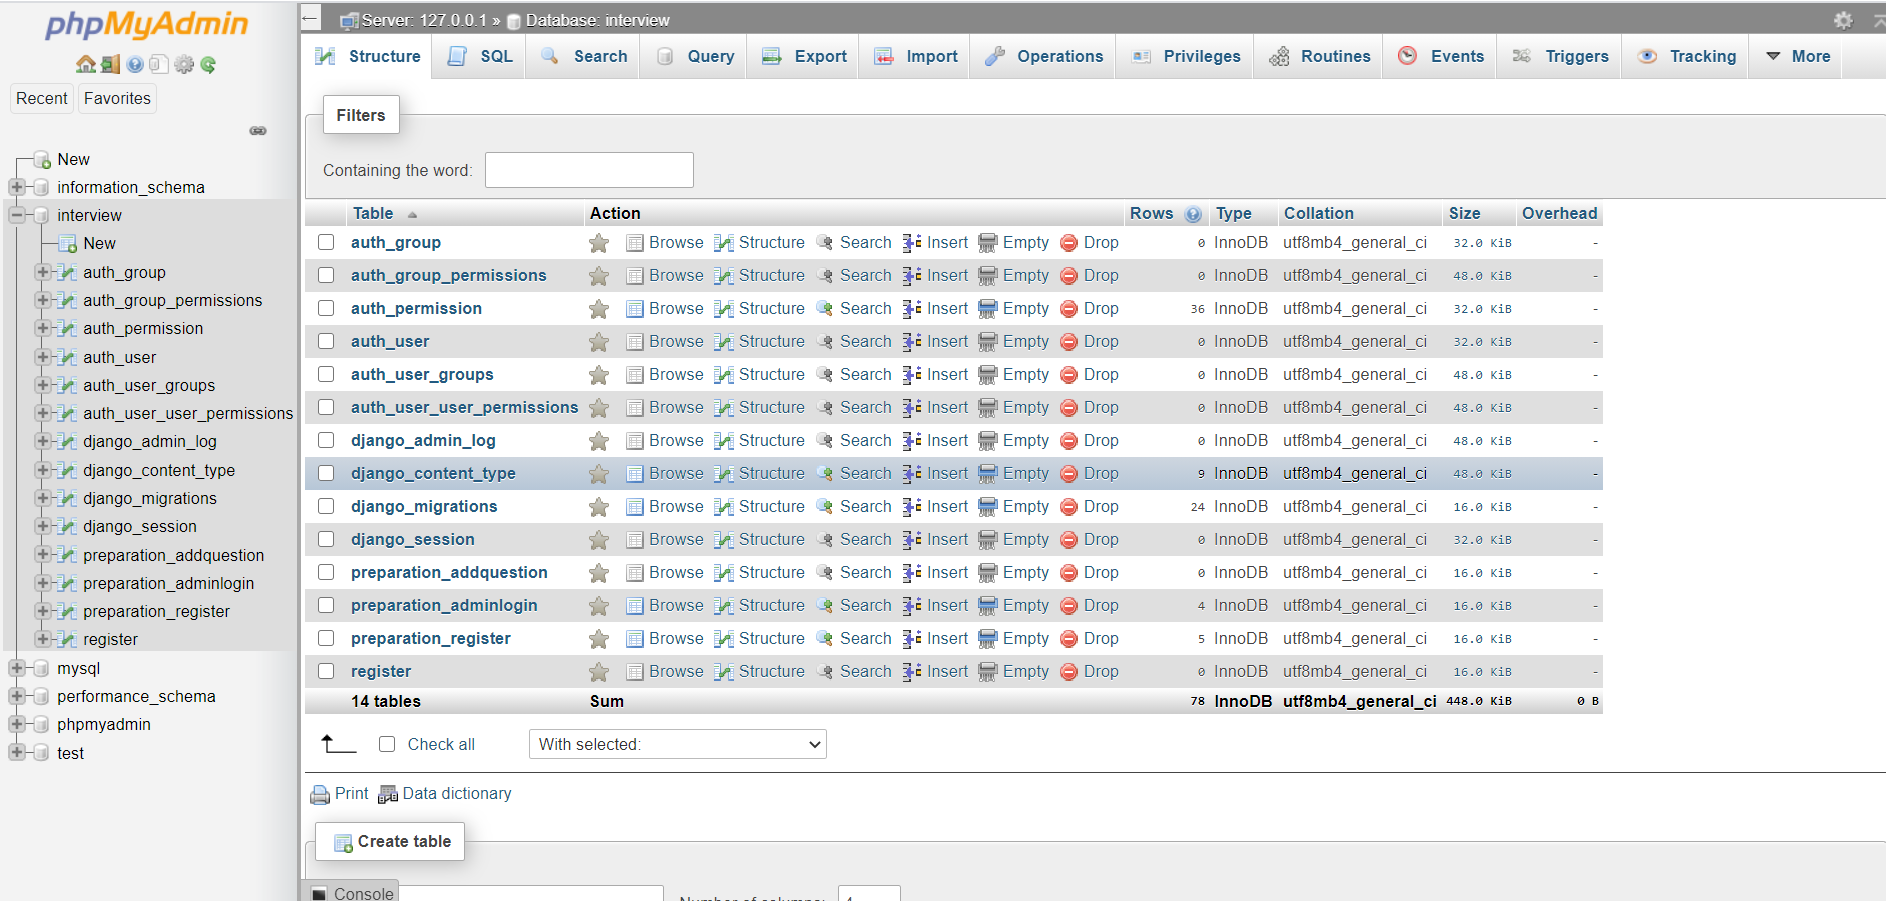 phpMyAdmin
Recent Favorites
New
information_schema
interview
New
auth_group
auth_group_permissions
auth_permission
auth_user
auth_user_groups
auth_user_user_permissions
django_admin_log
django_content_type
django_migrations
django_session
preparation_addquestion
preparation_adminlogin
preparation_register
register
mysql
performance_schema
phpmyadmin
test
Server: 127.0.0.1 » Database: interview
Structure SQL Search Query Export Import Operations Privileges Routines Events Triggers Tracking More
Filters
Containing the word:
Table Action Rows Type Collation Size Overhead
auth_group Browse Structure Search Insert Empty Drop 0 InnoDB utf8mb4_general_ci 32.0 KiB -
auth_group_permissions Browse Structure Search Insert Empty Drop 0 InnoDB utf8mb4_general_ci 48.0 KiB -
auth_permission Browse Structure Search Insert Empty Drop 36 InnoDB utf8mb4_general_ci 32.0 KiB -
auth_user Browse Structure Search Insert Empty Drop 0 InnoDB utf8mb4_general_ci 32.0 KiB -
auth_user_groups Browse Structure Search Insert Empty Drop 0 InnoDB utf8mb4_general_ci 48.0 KiB -
auth_user_user_permissions Browse Structure Search Insert Empty Drop 0 InnoDB utf8mb4_general_ci 48.0 KiB -
django_admin_log Browse Structure Search Insert Empty Drop 0 InnoDB utf8mb4_general_ci 48.0 KiB -
django_content_type Browse Structure Search Insert Empty Drop 9 InnoDB utf8mb4_general_ci 48.0 KiB -
django_migrations Browse Structure Search Insert Empty Drop 24 InnoDB utf8mb4_general_ci 16.0 KiB -
django_session Browse Structure Search Insert Empty Drop 0 InnoDB utf8mb4_general_ci 32.0 KiB -
preparation_addquestion Browse Structure Search Insert Empty Drop 0 InnoDB utf8mb4_general_ci 16.0 KiB -
preparation_adminlogin Browse Structure Search Insert Empty Drop 4 InnoDB utf8mb4_general_ci 16.0 KiB -
preparation_register Browse Structure Search Insert Empty Drop 5 InnoDB utf8mb4_general_ci 16.0 KiB -
register Browse Structure Search Insert Empty Drop 0 InnoDB utf8mb4_general_ci 16.0 KiB -
14 tables Sum 78 InnoDB utf8mb4_general_ci 448.0 KiB 0 B
Check all With selected:
Print Data dictionary
Create table
Console Number of columns: 4